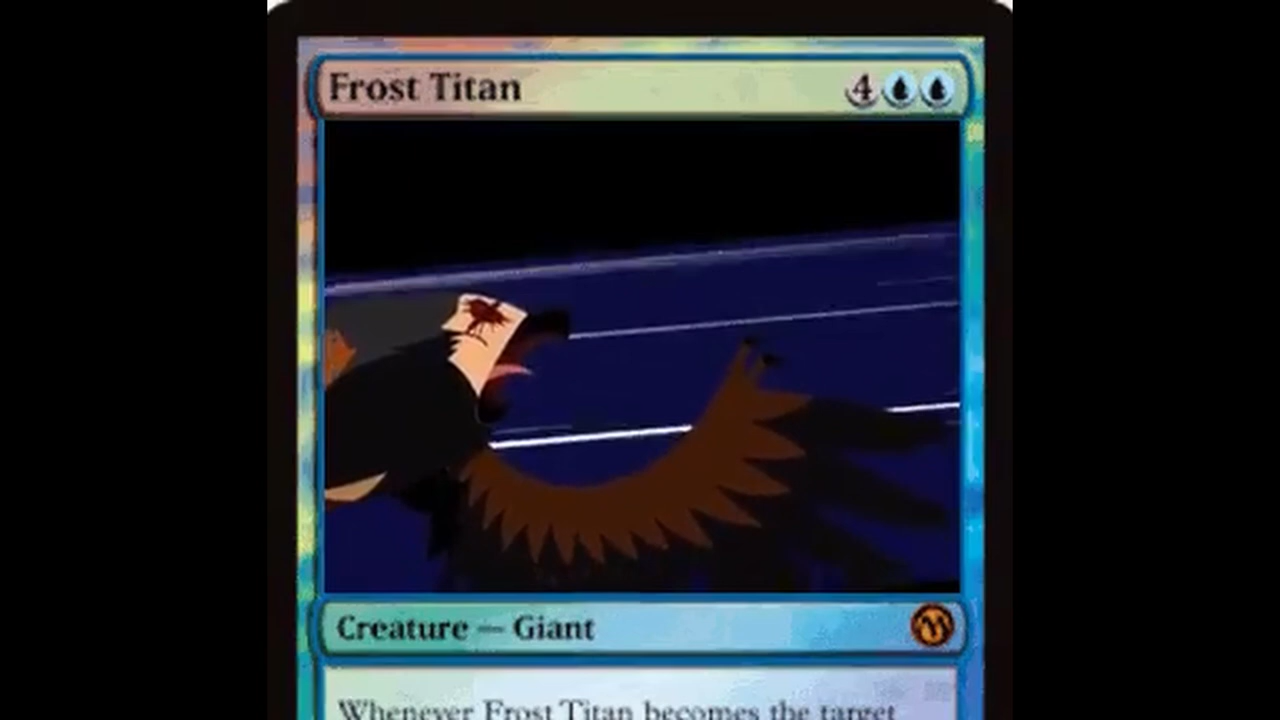 Frost Titan 4
Creature — Giant
Whenever Frost Titan becomes the target